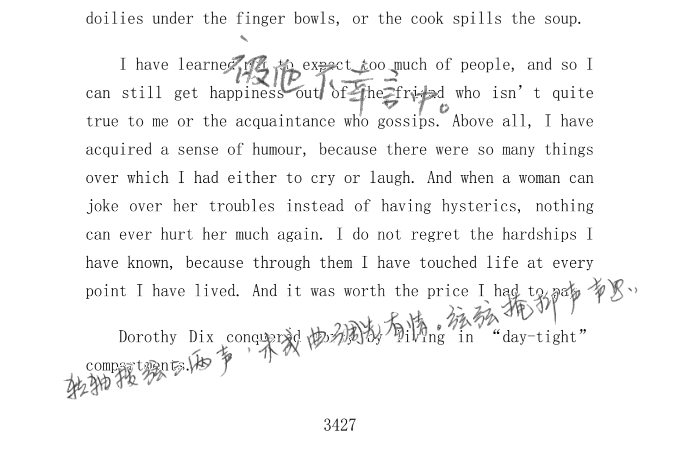 doilies under the finger bowls, or the cook spills the soup.
I have learned not to expect too much of people, and so I
被他不幸言中。
can still get happiness out of the friend who isn’t quite
true to me or the acquaintance who gossips. Above all, I have
acquired a sense of humour, because there were so many things
over which I had either to cry or laugh. And when a woman can
joke over her troubles instead of having hysterics, nothing
can ever hurt her much again. I do not regret the hardships I
have known, because through them I have touched life at every
point I have lived. And it was worth the price I had to pay.
Dorothy Dix conquered worry by living in “day-tight”
转轴拨弦三两声，未成曲调先有情。弦弦掩抑声声思
compartments.
3427